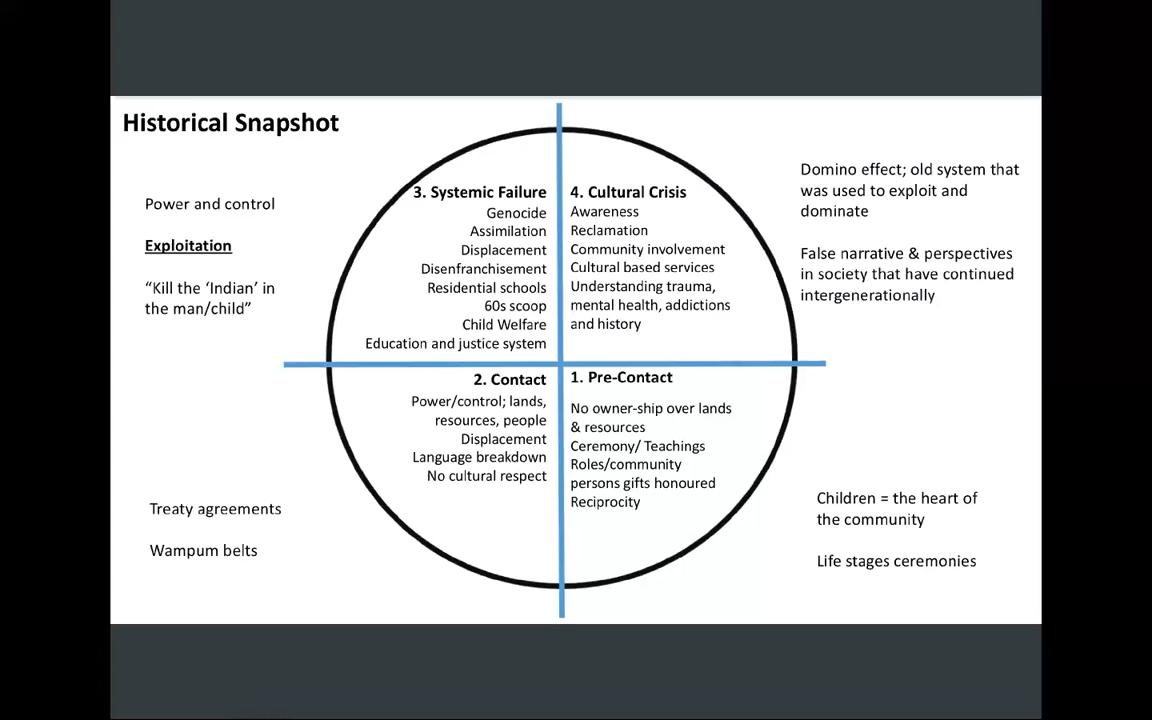 Historical Snapshot
Power and control
Exploitation
“Kill the ‘Indian’ in
the man/child”
3. Systemic Failure
Genocide
Assimilation
Displacement
Disenfranchisement
Residential schools
60s scoop
Child Welfare
Education and justice system
4. Cultural Crisis
Awareness
Reclamation
Community involvement
Cultural based services
Understanding trauma,
mental health, addictions
and history
Domino effect; old system that
was used to exploit and
dominate
False narrative & perspectives
in society that have continued
intergenerationally
Treaty agreements
Wampum belts
2. Contact
Power/control; lands,
resources, people
Displacement
Language breakdown
No cultural respect
1. Pre-Contact
No owner-ship over lands
& resources
Ceremony/ Teachings
Roles/community
persons gifts honoured
Reciprocity
Children = the heart of
the community
Life stages ceremonies